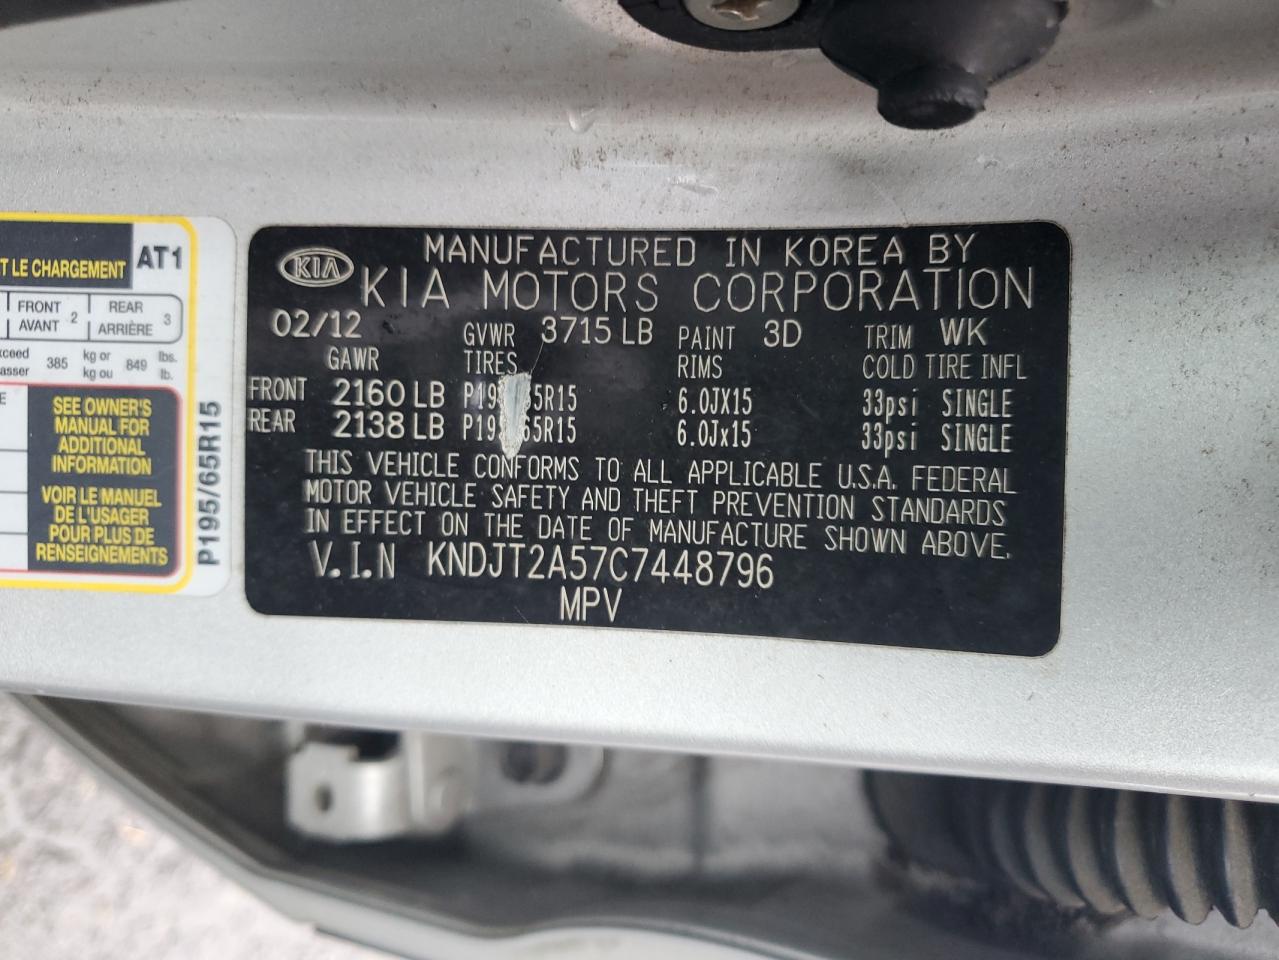 ET LE CHARGEMENT AT1
FRONT 2 REAR 3
AVANT ARRIÈRE
385 kg or 849 lbs.
kg ou lb.
SEE OWNER'S
MANUAL FOR
ADDITIONAL
INFORMATION
VOIR LE MANUEL
DE L'USAGER
POUR PLUS DE
RENSEIGNEMENTS
P195/65R15
KIA MANUFACTURED IN KOREA BY
KIA MOTORS CORPORATION
02/12 GVWR 3715 LB PAINT 3D TRIM WK
GAWR TIRES RIMS COLD TIRE INFL
FRONT 2160 LB 6.0JX15 33psi SINGLE
REAR 2138 LB 6.0Jx15 33psi SINGLE
THIS VEHICLE CONFORMS TO ALL APPLICABLE U.S.A. FEDERAL
MOTOR VEHICLE SAFETY AND THEFT PREVENTION STANDARDS
IN EFFECT ON THE DATE OF MANUFACTURE SHOWN ABOVE.
V.I.N KNDJT2A57C7448796
MPV